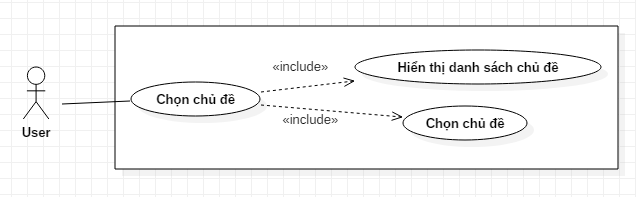 «include»
Hiển thị danh sách chủ đề
Chọn chủ đề
«include»
Chọn chủ đề
User